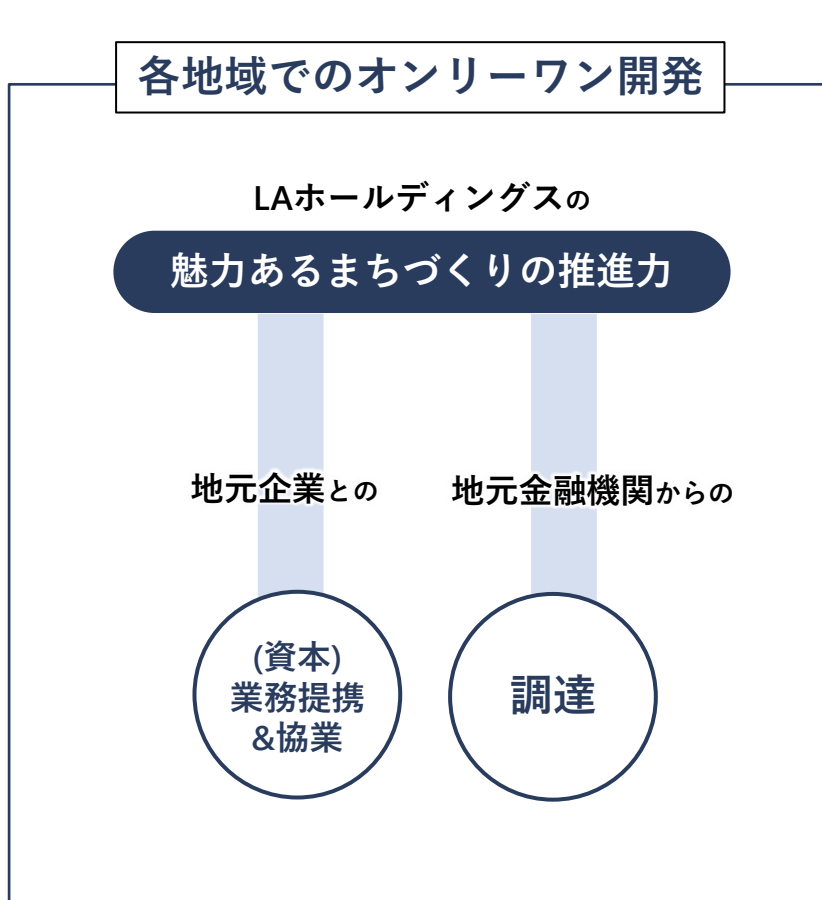 各地域でのオンリーワン開発
LAホールディングスの
魅力あるまちづくりの推進力
地元企業との
地元金融機関からの
(資本)
業務提携
&協業
調達